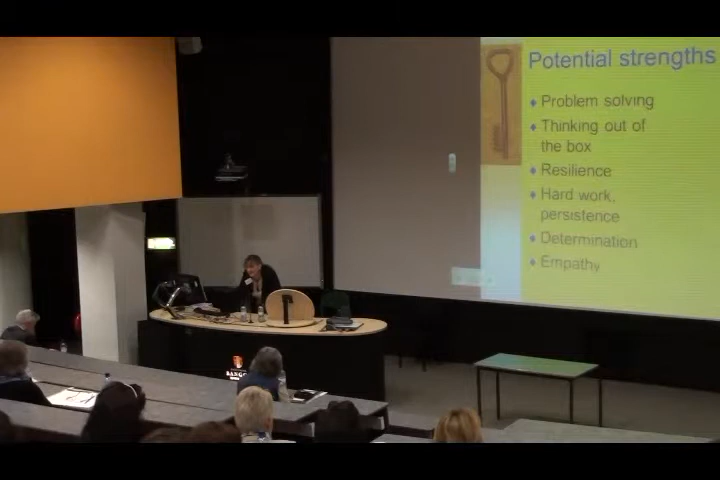 Potential strengths
Problem solving
Thinking out of
the box
Resilience
Hard work,
persistence
Determination
Empathy